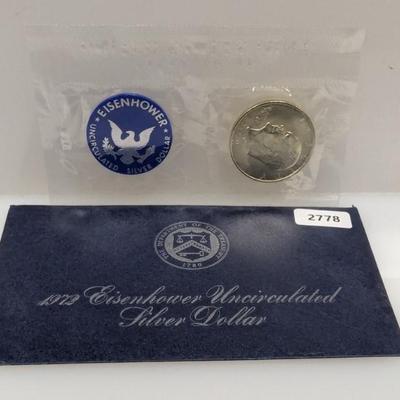 EISENHOWER
UNCIRCULATED SILVER DOLLAR
2778
THE DEPARTMENT OF THE TREASURY
1789
1972 Eisenhower Uncirculated
Silver Dollar